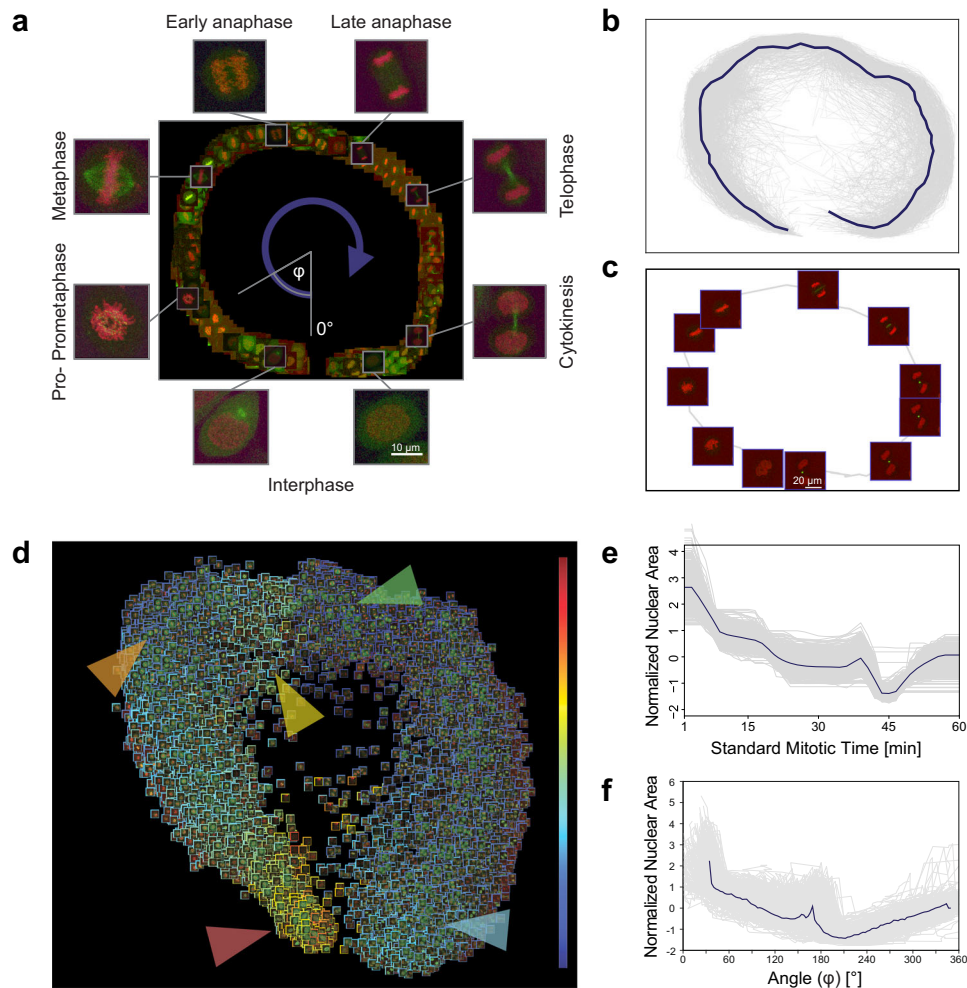 a
Early anaphase
Late anaphase
Metaphase
Telophase
Pro- Prometaphase
Cytokinesis
φ
0°
10 µm
Interphase
b
c
20 µm
d
e
Normalized Nuclear Area
4
3
2
1
0
−1
−2
1
15
30
45
60
Standard Mitotic Time [min]
f
Normalized Nuclear Area
6
5
4
3
2
1
0
-1
-2
0
60
120
180
240
300
360
Angle (φ) [°]